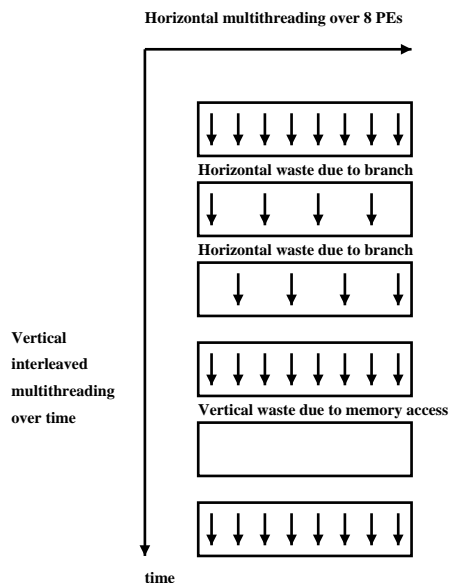 Horizontal multithreading over 8 PEs
Horizontal waste due to branch
Horizontal waste due to branch
Vertical
interleaved
multithreading
over time
Vertical waste due to memory access
time